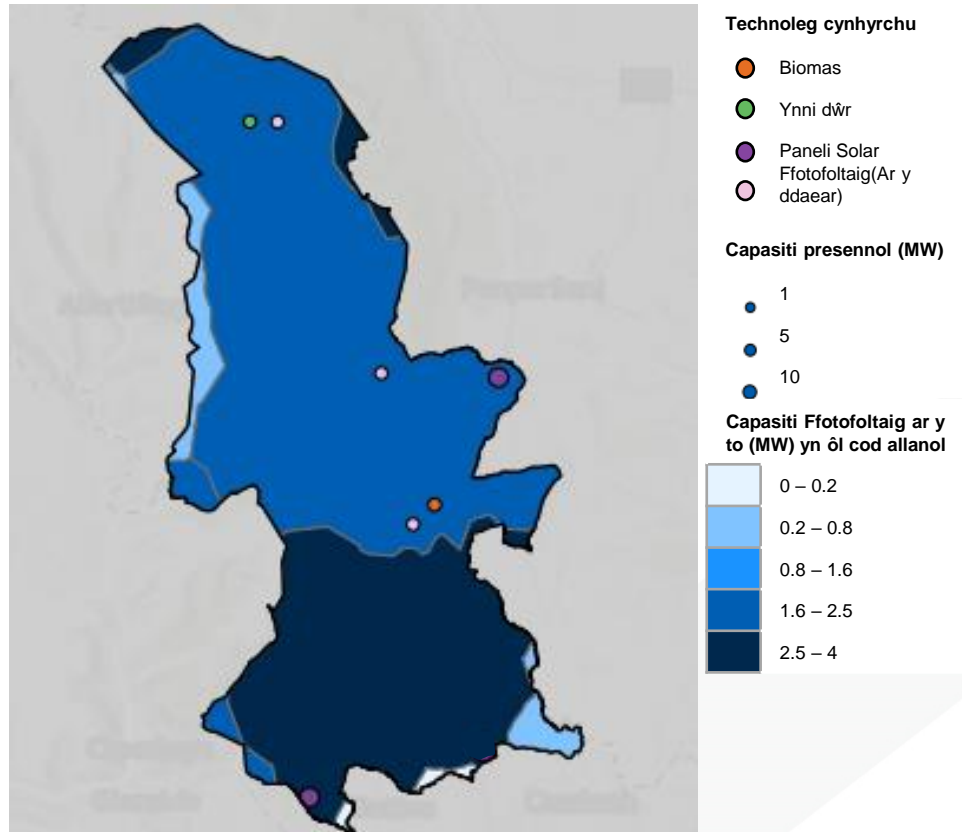 Technoleg cynhyrchu
Biomas
Ynni dŵr
Paneli Solar
Ffotofoltaig(Ar y
ddaear)
Capasiti presennol (MW)
1
5
10
Capasiti Ffotofoltaig ar y
to (MW) yn ôl cod allanol
0 – 0.2
0.2 – 0.8
0.8 – 1.6
1.6 – 2.5
2.5 – 4